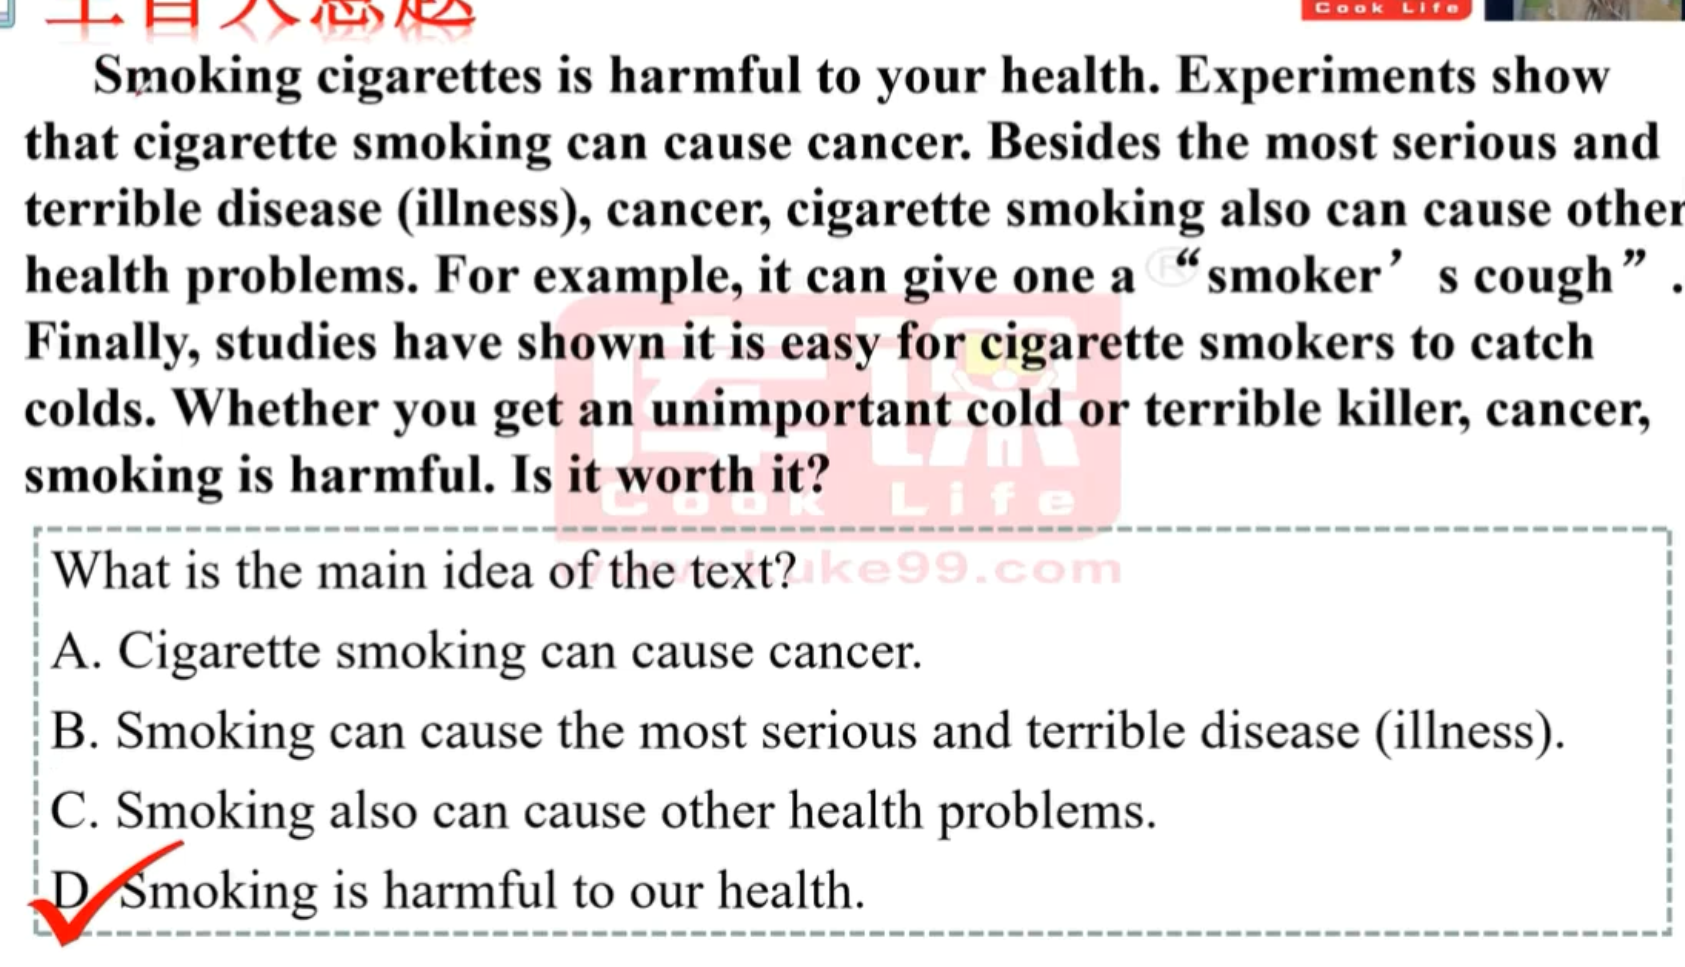 Cook Life
Smoking cigarettes is harmful to your health. Experiments show
that cigarette smoking can cause cancer. Besides the most serious and
terrible disease (illness), cancer, cigarette smoking also can cause other
health problems. For example, it can give one a “smoker’s cough”.
Finally, studies have shown it is easy for cigarette smokers to catch
colds. Whether you get an unimportant cold or terrible killer, cancer,
smoking is harmful. Is it worth it?
库课
®
Cook Life
www.kuke99.com
What is the main idea of the text?
A. Cigarette smoking can cause cancer.
B. Smoking can cause the most serious and terrible disease (illness).
C. Smoking also can cause other health problems.
D. Smoking is harmful to our health.